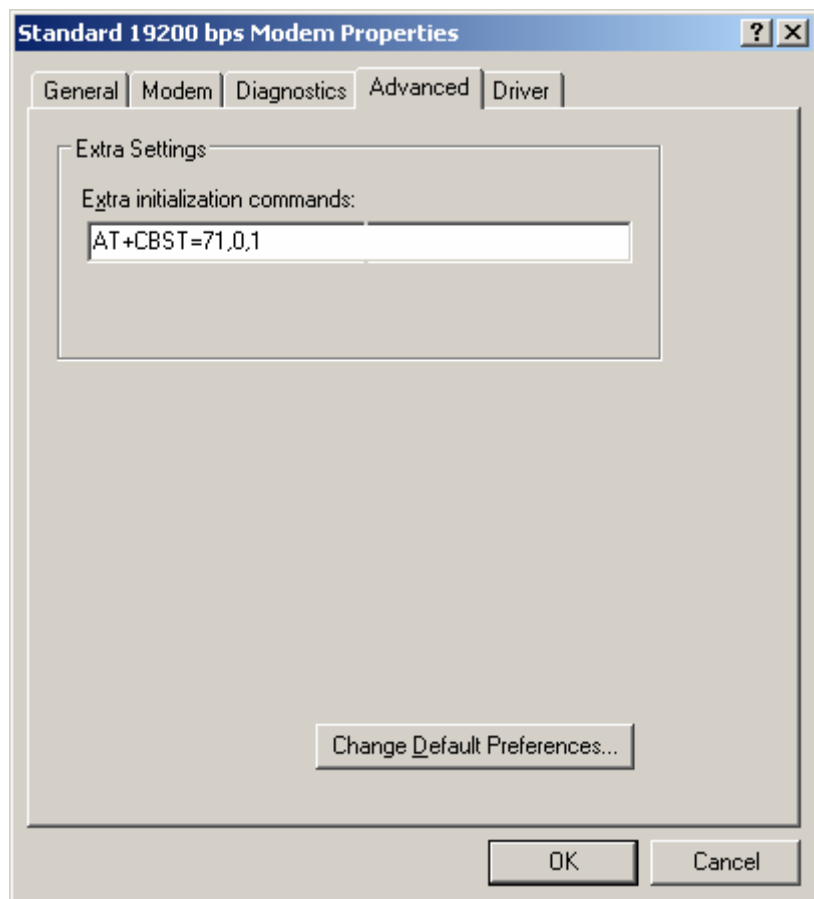 Standard 19200 bps Modem Properties
General Modem Diagnostics Advanced Driver
Extra Settings
Extra initialization commands:
AT+CBST=71,0,1
Change Default Preferences...
OK Cancel